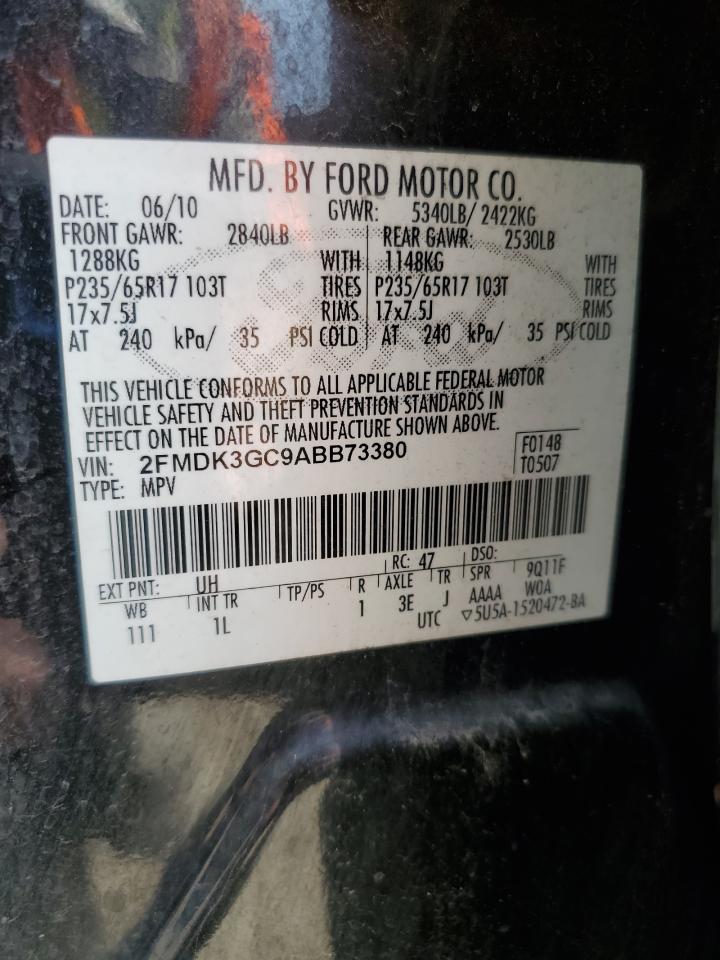 MFD. BY FORD MOTOR CO.
DATE: 06/10 GVWR: 5340LB/ 2422KG
FRONT GAWR: 2840LB REAR GAWR: 2530LB
1288KG WITH 1148KG WITH
P235/65R17 103T TIRES P235/65R17 103T TIRES
17x7.5J RIMS 17x7.5J RIMS
AT 240 kPa/ 35 PSI COLD AT 240 kPa/ 35 PSI COLD
THIS VEHICLE CONFORMS TO ALL APPLICABLE FEDERAL MOTOR
VEHICLE SAFETY AND THEFT PREVENTION STANDARDS IN
EFFECT ON THE DATE OF MANUFACTURE SHOWN ABOVE.
VIN: 2FMDK3GC9ABB73380 F0148
TYPE: MPV T0507
EXT PNT: UH RC: 47 DSO:
WB INT TR TP/PS R AXLE TR SPR 9Q11F
111 1L 1 3E J AAAA W0A
UTC ▽5U5A-1520472-BA